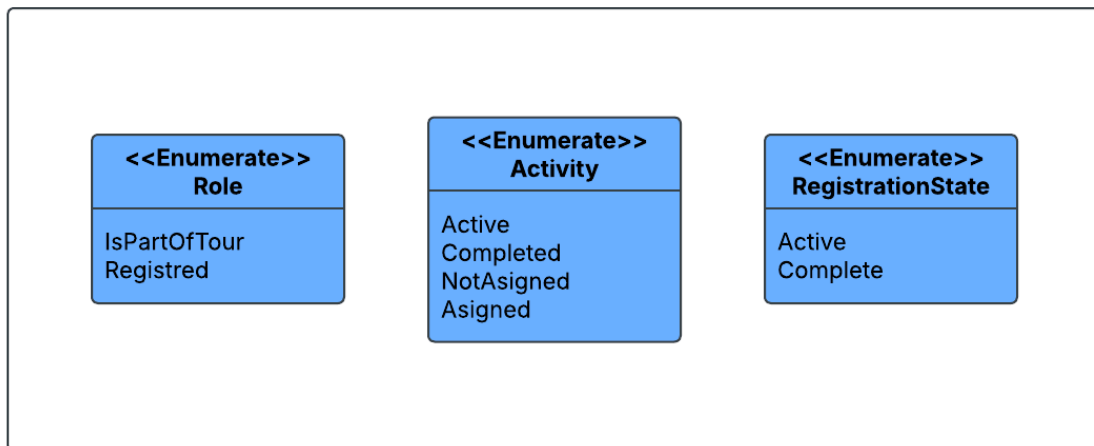 <<Enumerate>>
Role
IsPartOfTour
Registred
<<Enumerate>>
Activity
Active
Completed
NotAsigned
Asigned
<<Enumerate>>
RegistrationState
Active
Complete